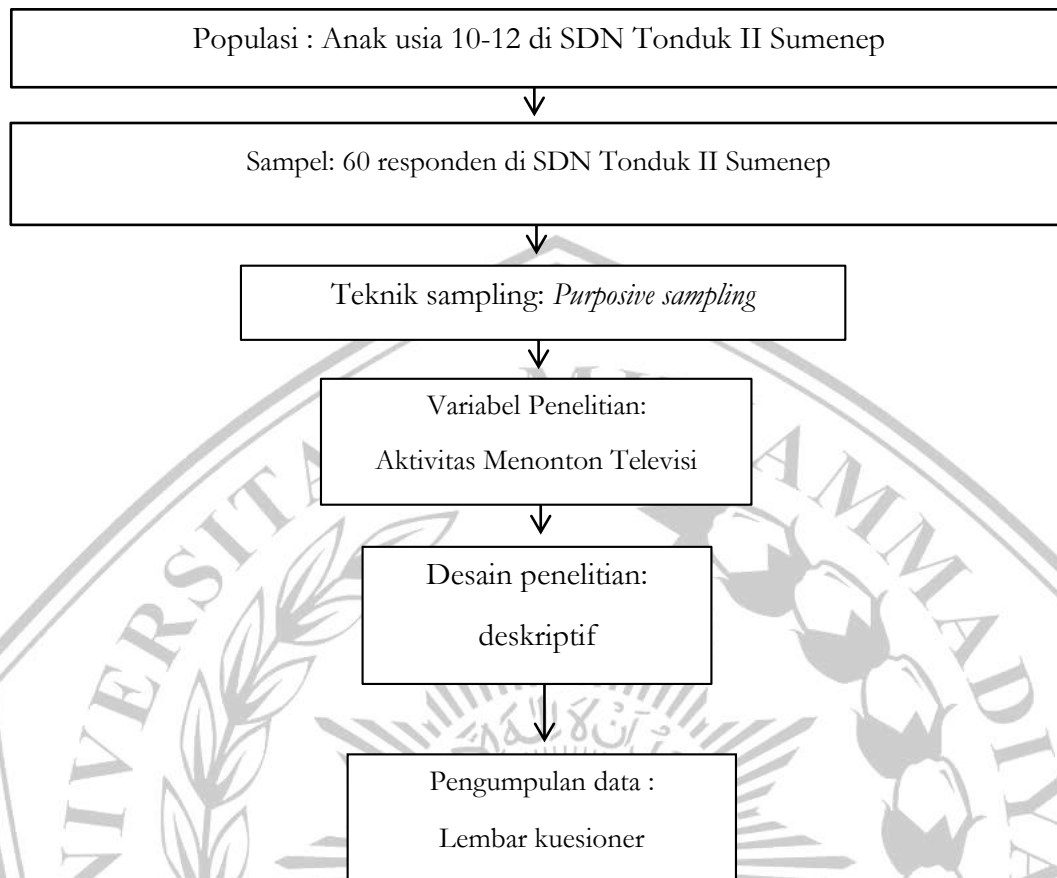 Populasi : Anak usia 10-12 di SDN Tonduk II Sumenep
Sampel: 60 responden di SDN Tonduk II Sumenep
Teknik sampling: Purposive sampling
Variabel Penelitian:
Aktivitas Menonton Televisi
Desain penelitian:
deskriptif
Pengumpulan data :
Lembar kuesioner